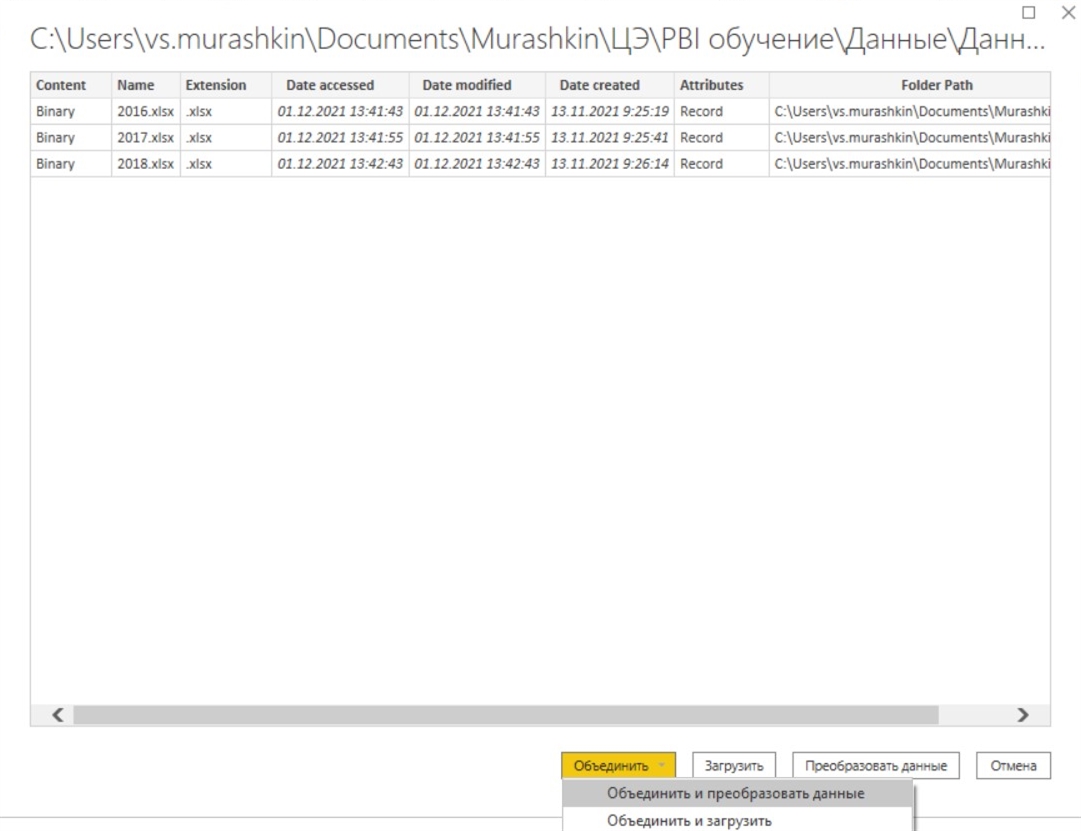 C:\Users\vs.murashkin\Documents\Murashkin\ЦЭ\PBI обучение\Данные\Данн...
Content Name Extension Date accessed Date modified Date created Attributes Folder Path
Binary 2016.xlsx .xlsx 01.12.2021 13:41:43 01.12.2021 13:41:43 13.11.2021 9:25:19 Record C:\Users\vs.murashkin\Documents\Murashki
Binary 2017.xlsx .xlsx 01.12.2021 13:41:55 01.12.2021 13:41:55 13.11.2021 9:25:41 Record C:\Users\vs.murashkin\Documents\Murashki
Binary 2018.xlsx .xlsx 01.12.2021 13:42:43 01.12.2021 13:42:43 13.11.2021 9:26:14 Record C:\Users\vs.murashkin\Documents\Murashki
Объединить Загрузить Преобразовать данные Отмена
Объединить и преобразовать данные
Объединить и загрузить